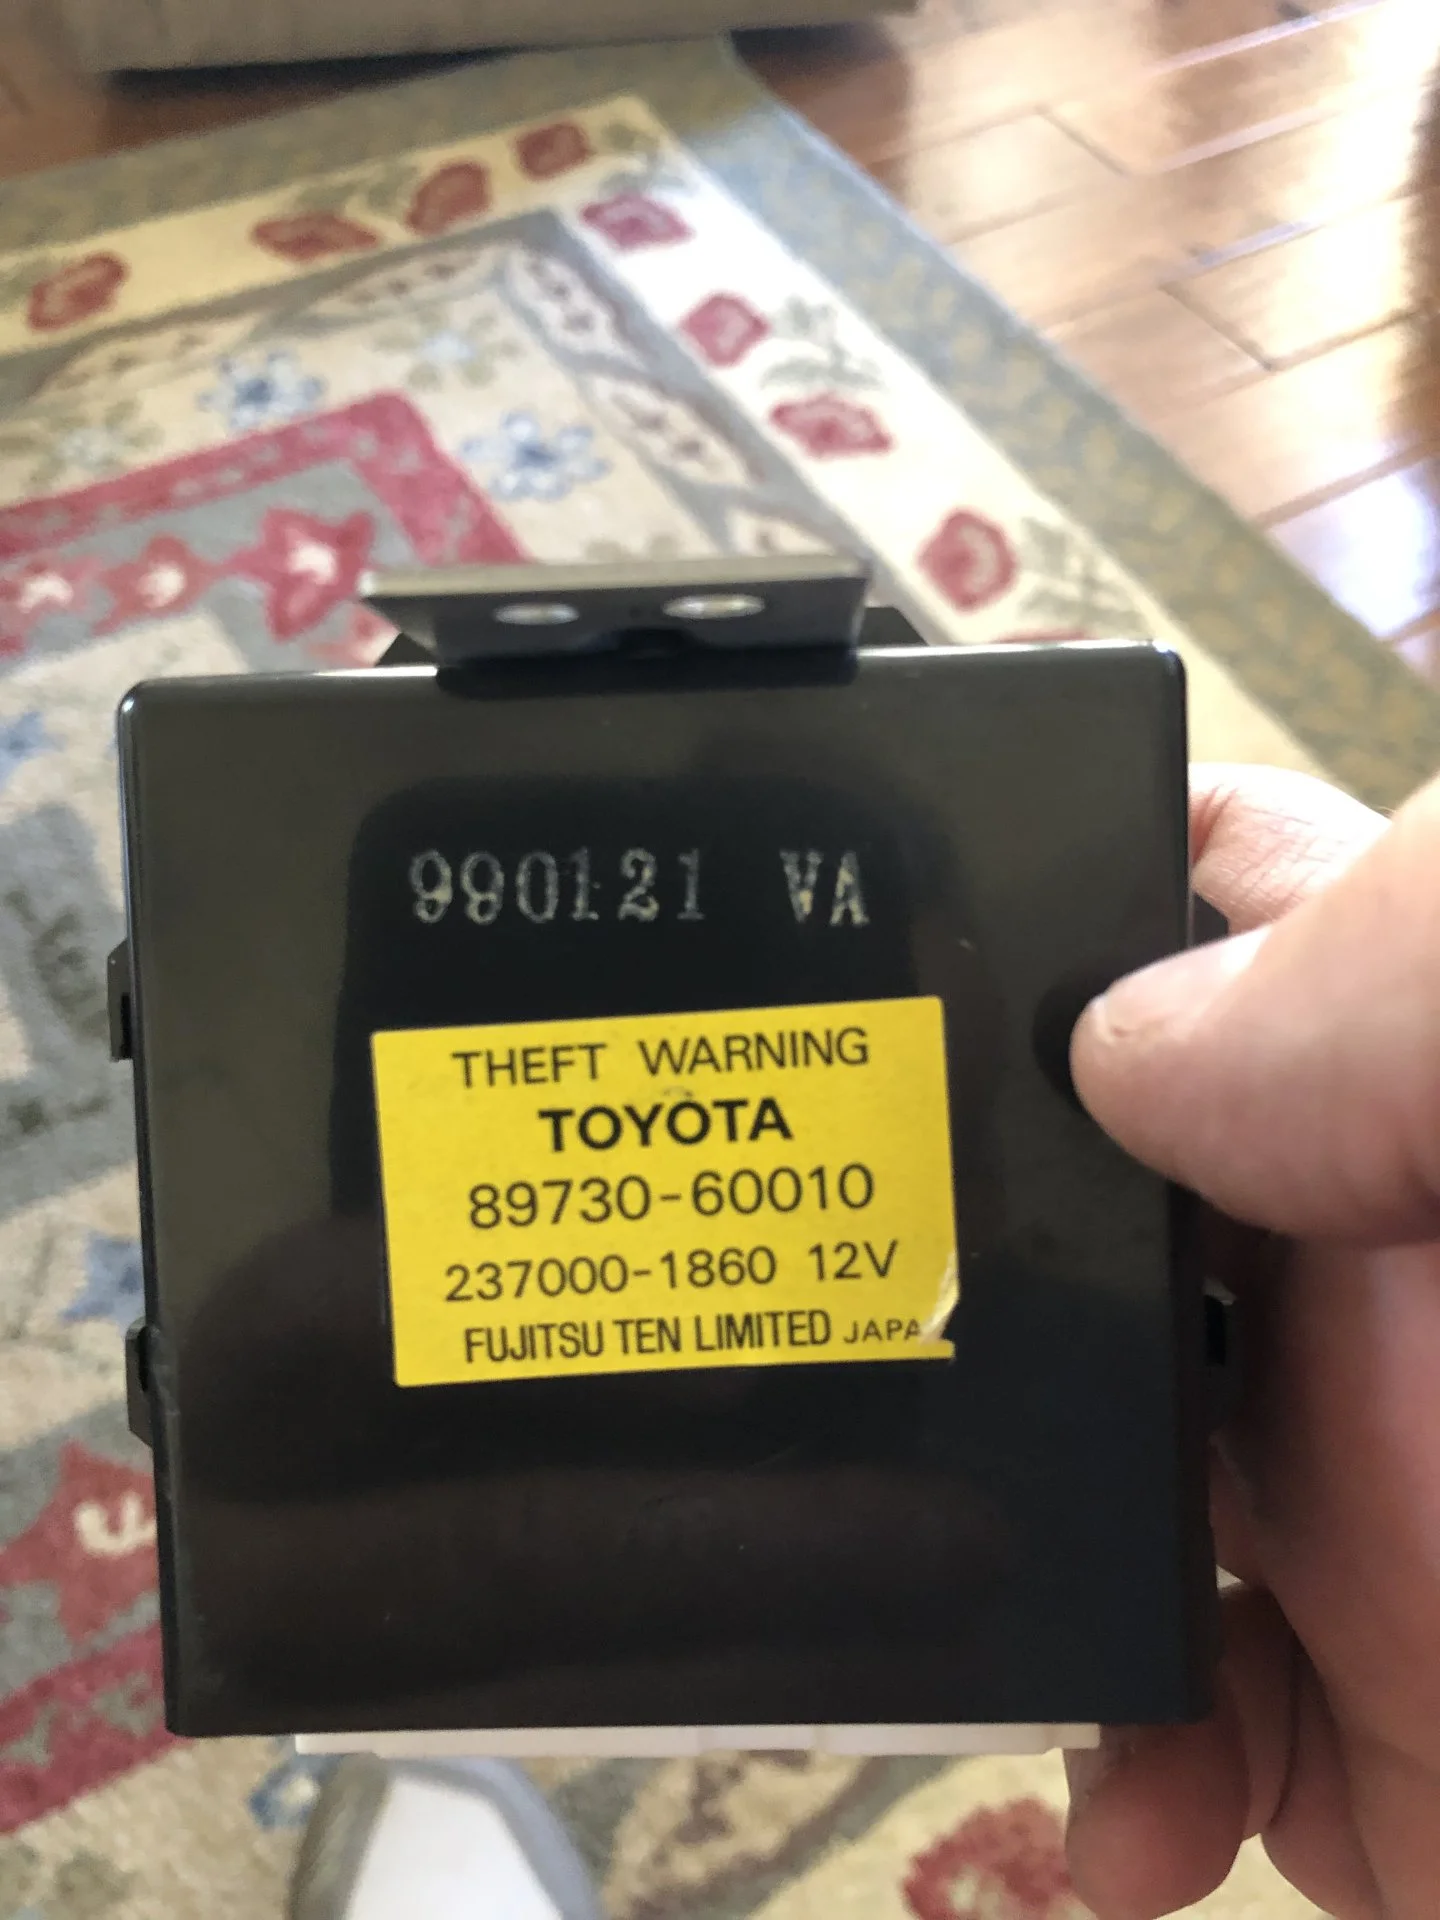 990121 VA
THEFT WARNING
TOYOTA
89730-60010
237000-1860 12V
FUJITSU TEN LIMITED JAPA